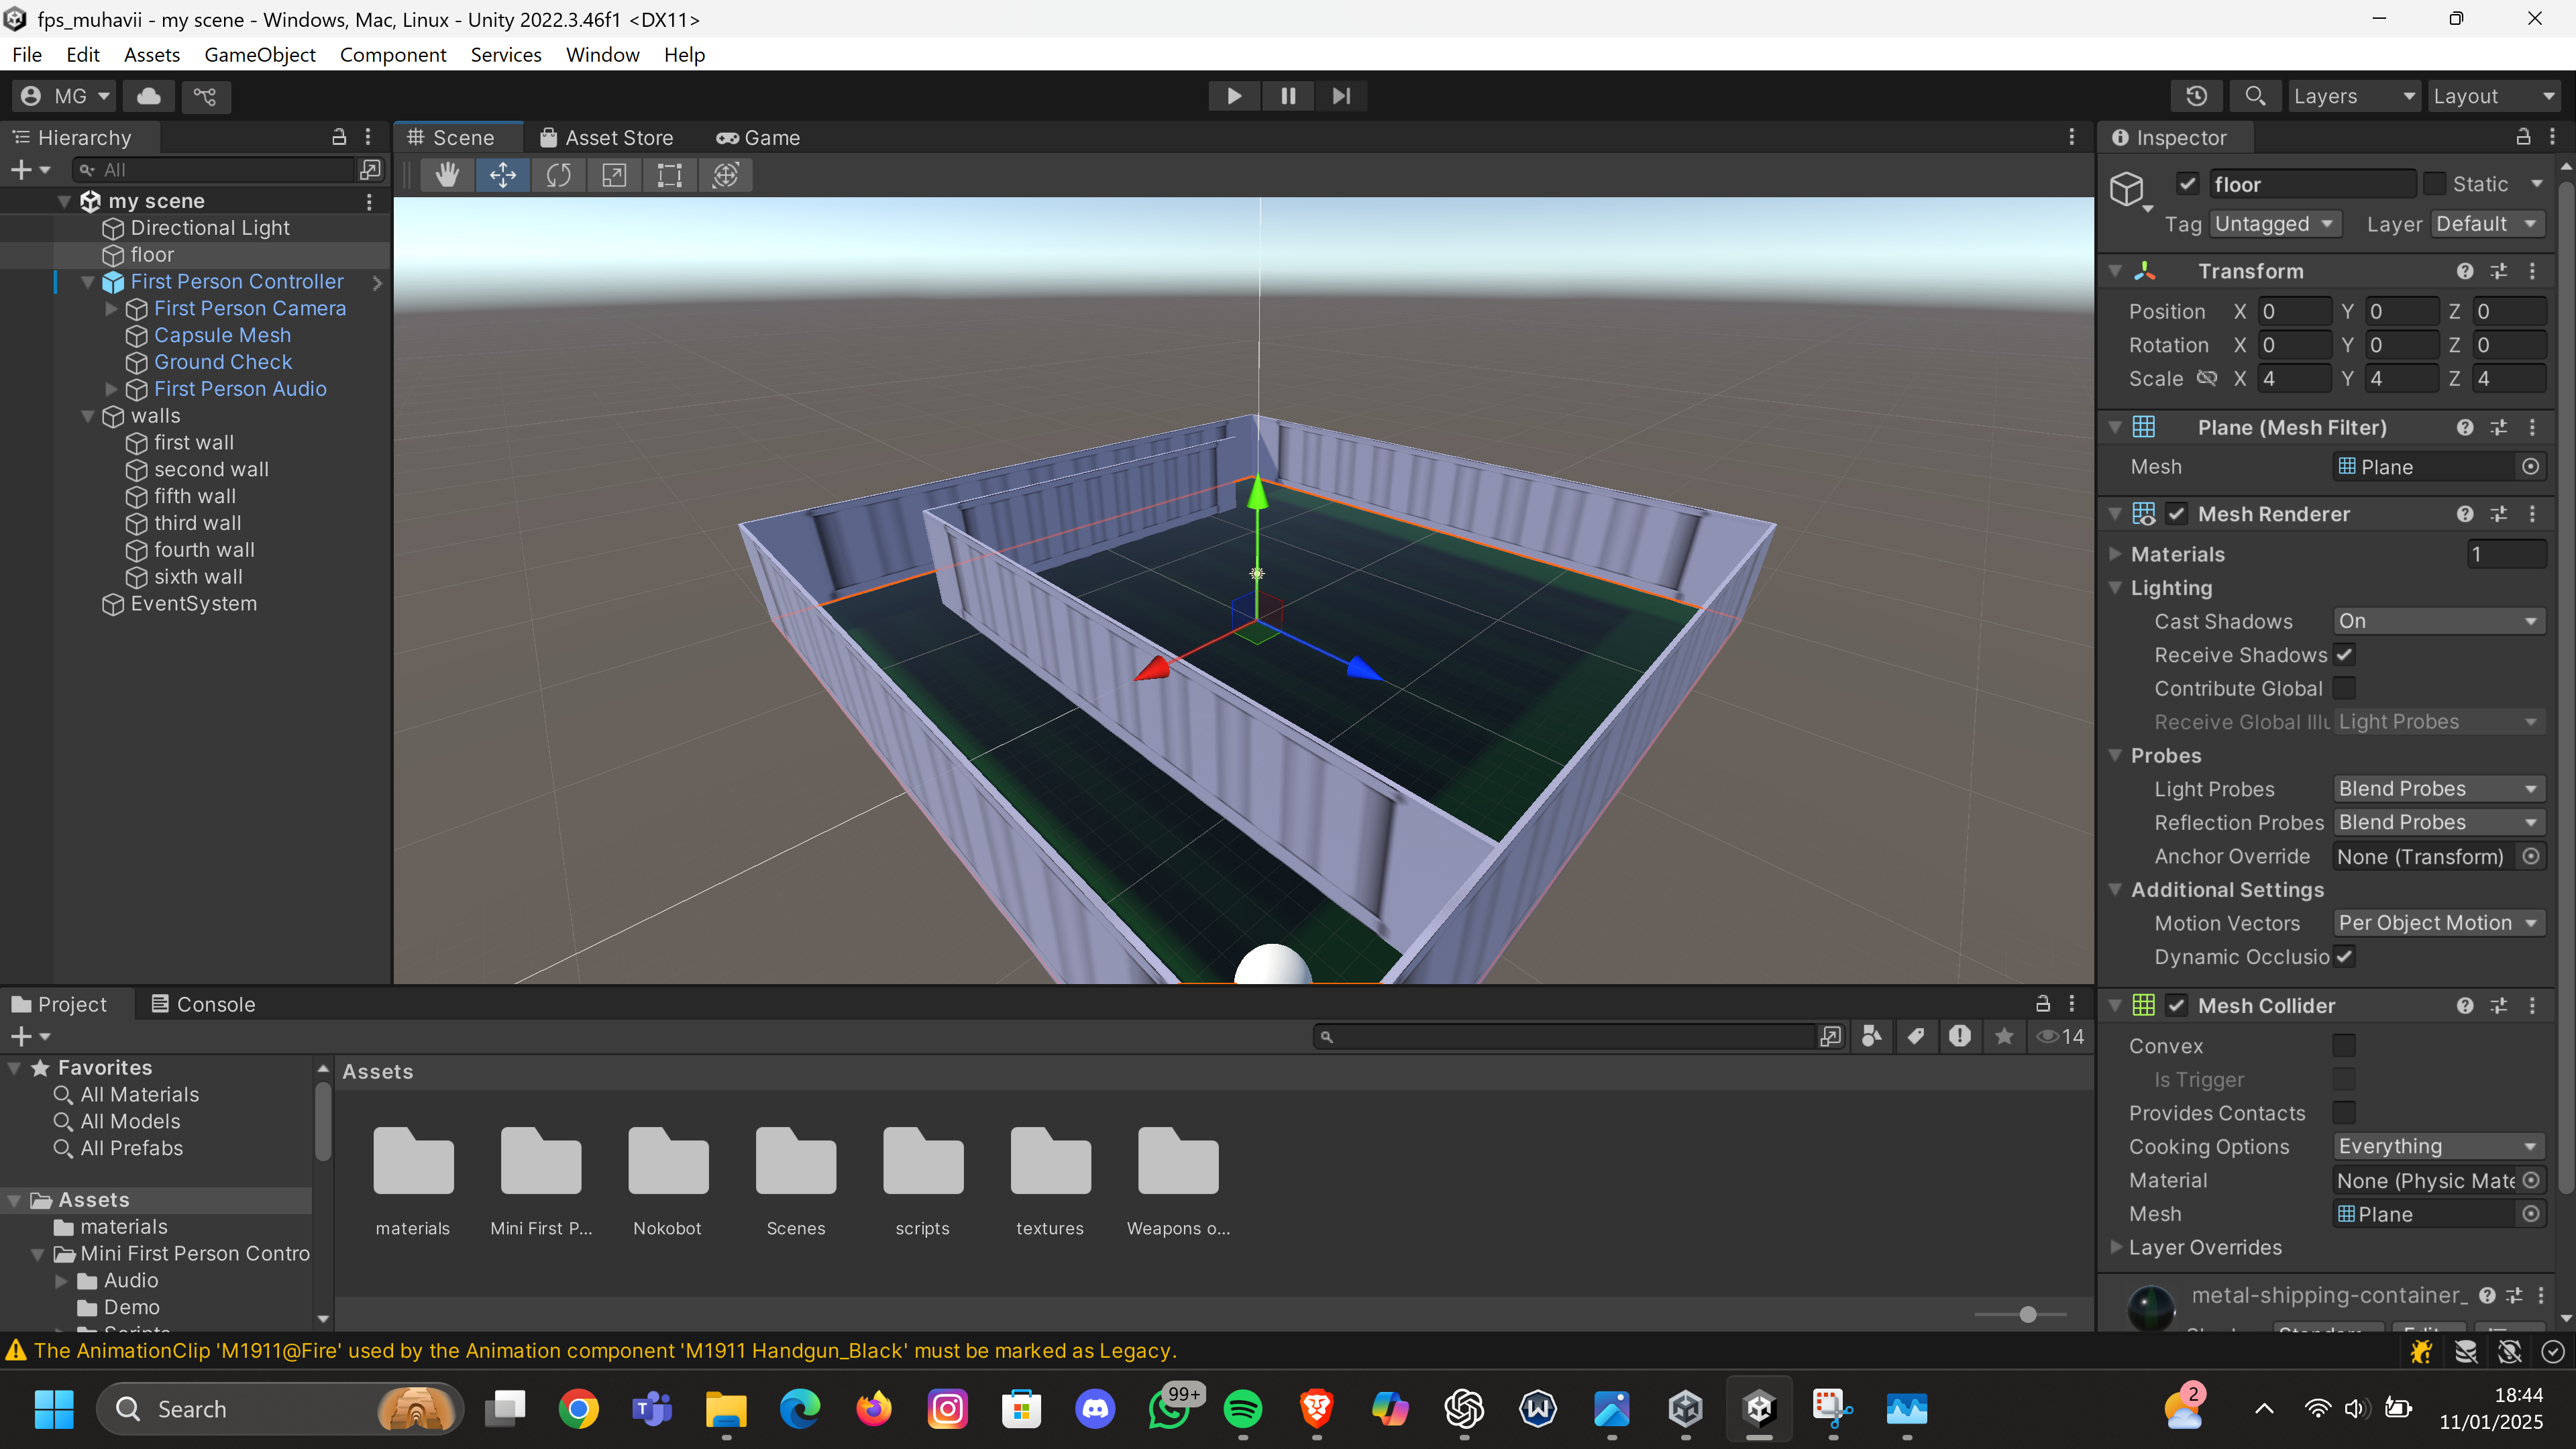 fps_muhavii - my scene - Windows, Mac, Linux - Unity 2022.3.46f1 <DX11>
File Edit Assets GameObject Component Services Window Help
MG
Layers Layout
Hierarchy
All
my scene
Directional Light
floor
First Person Controller
First Person Camera
Capsule Mesh
Ground Check
First Person Audio
walls
first wall
second wall
fifth wall
third wall
fourth wall
sixth wall
EventSystem
Scene Asset Store Game
Inspector
floor Static
Tag Untagged Layer Default
Transform
Position X 0 Y 0 Z 0
Rotation X 0 Y 0 Z 0
Scale X 4 Y 4 Z 4
Plane (Mesh Filter)
Mesh Plane
Mesh Renderer
Materials 1
Lighting
Cast Shadows On
Receive Shadows
Contribute Global
Receive Global Illu Light Probes
Probes
Light Probes Blend Probes
Reflection Probes Blend Probes
Anchor Override None (Transform)
Additional Settings
Motion Vectors Per Object Motion
Dynamic Occlusio
Mesh Collider
Convex
Is Trigger
Provides Contacts
Cooking Options Everything
Material None (Physic Mate
Mesh Plane
Layer Overrides
metal-shipping-container_
Project Console
14
Favorites
All Materials
All Models
All Prefabs
Assets
materials
Mini First Person Contro
Audio
Demo
Assets
materials Mini First P... Nokobot Scenes scripts textures Weapons o...
The AnimationClip 'M1911@Fire' used by the Animation component 'M1911 Handgun_Black' must be marked as Legacy.
Search
99+
2
18:44
11/01/2025